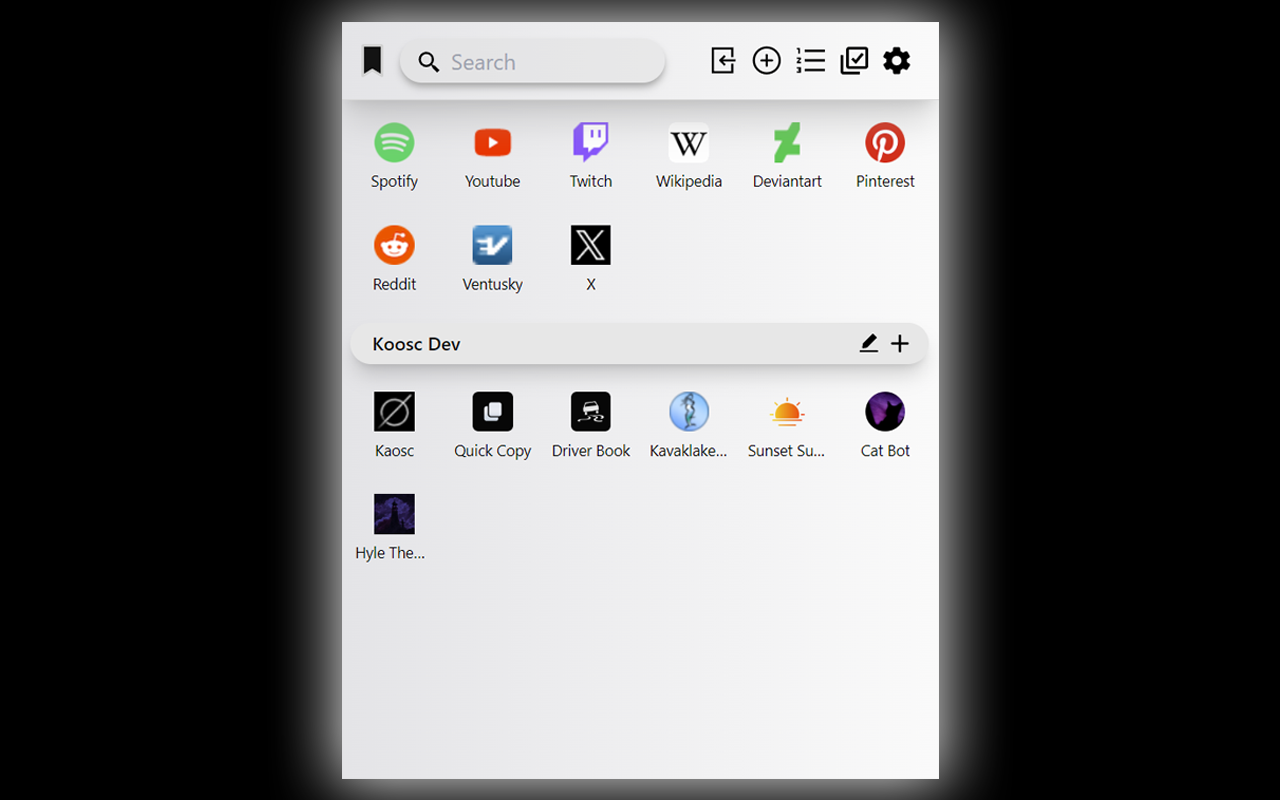 Search
Spotify Youtube Twitch Wikipedia Deviantart Pinterest
Reddit Ventusky X
Koosc Dev
Kaosc Quick Copy Driver Book Kavaklake... Sunset Su... Cat Bot
Hyle The...